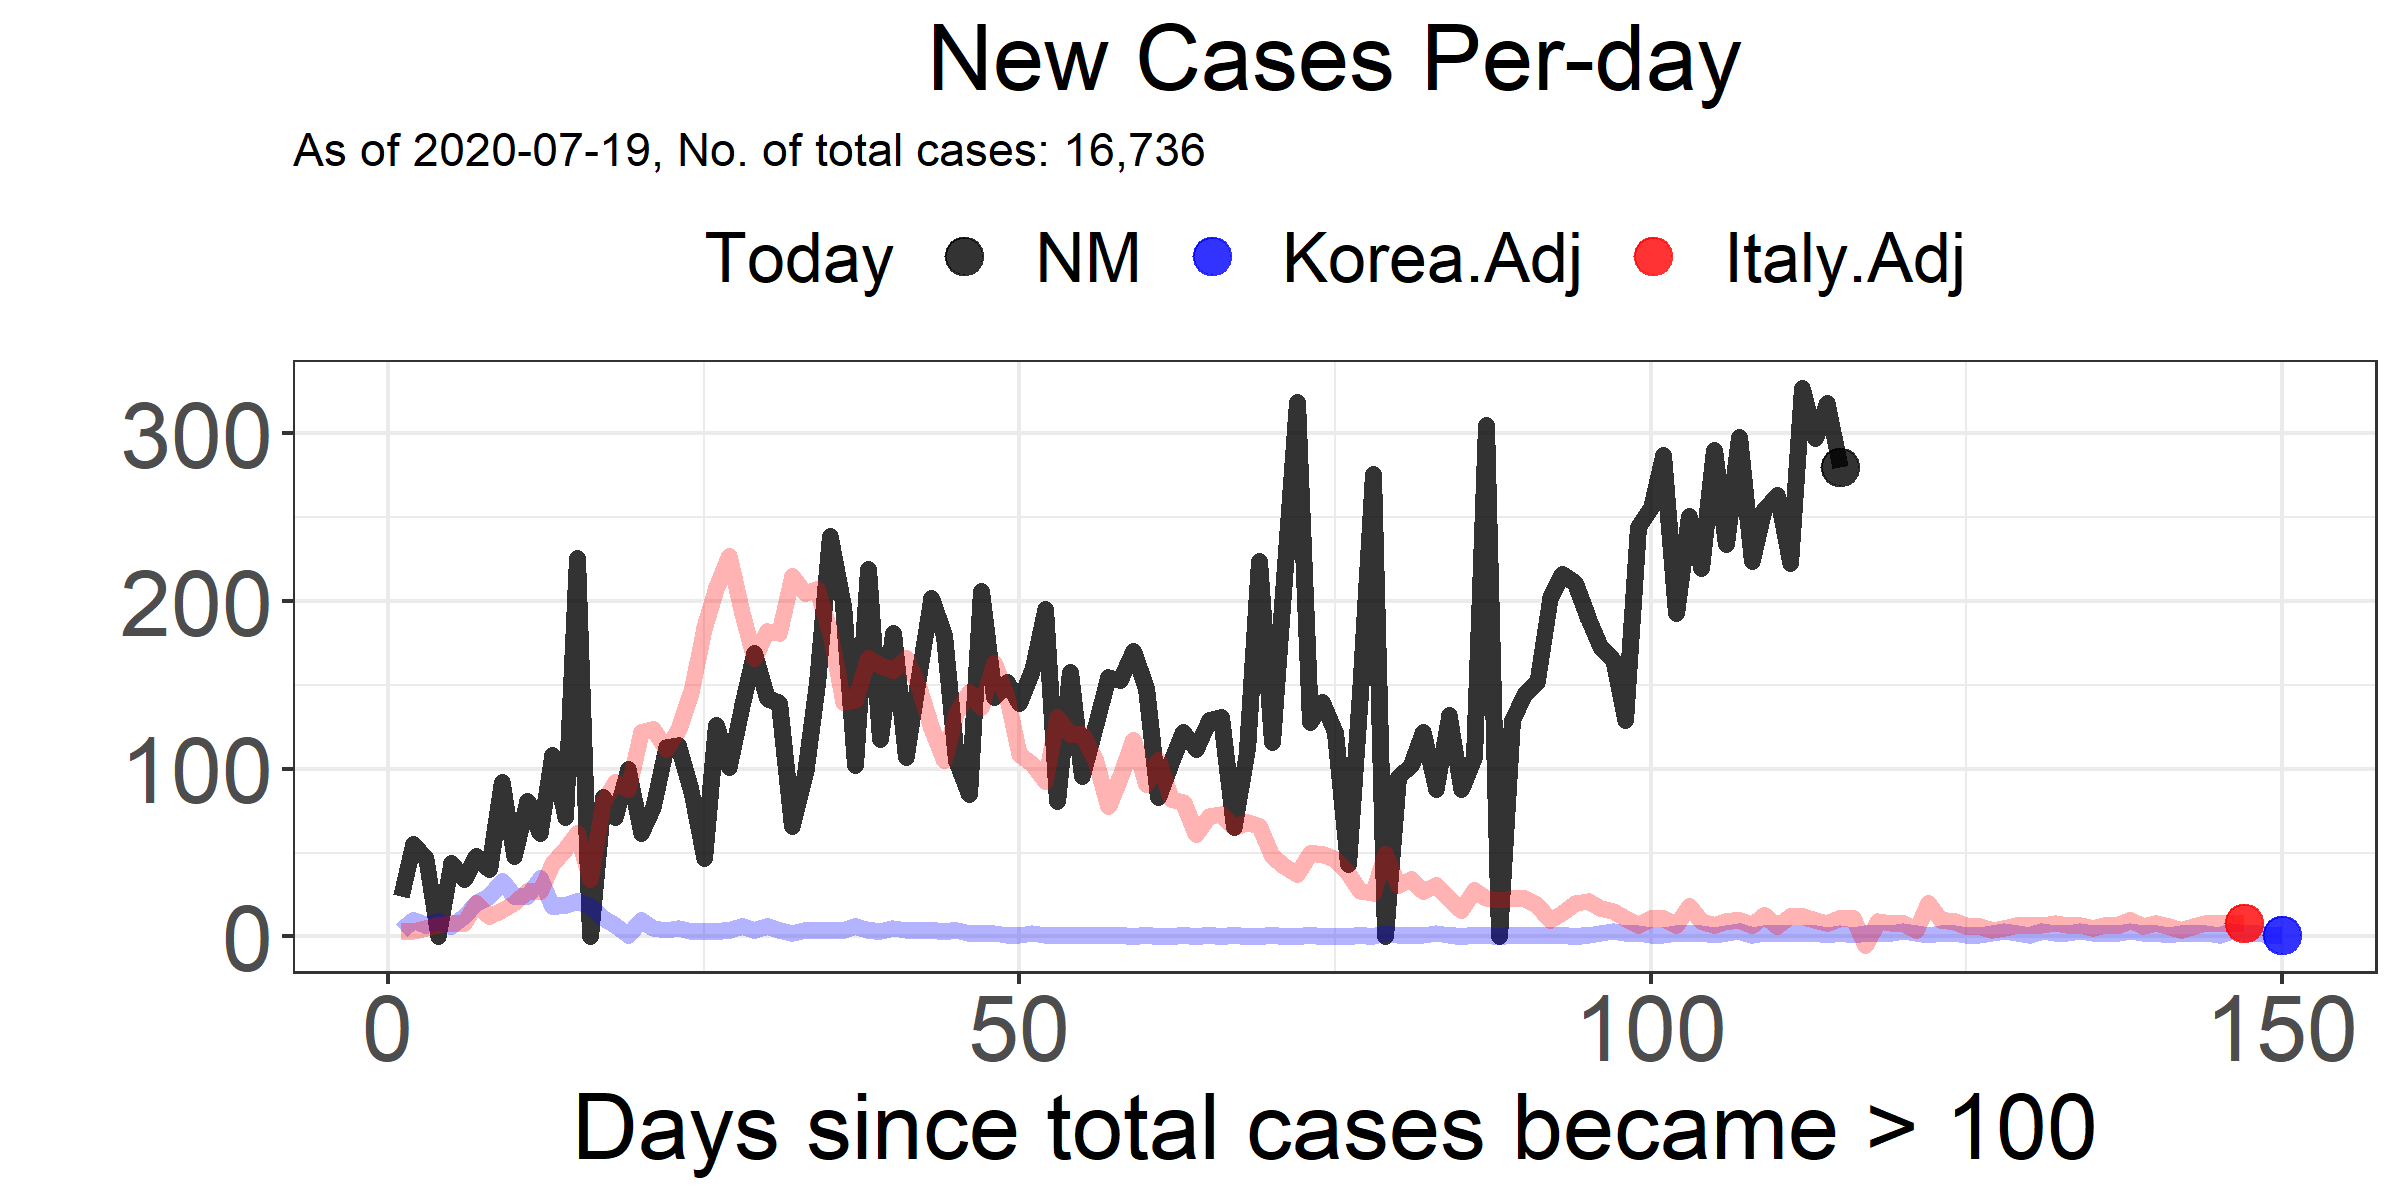 New Cases Per-day
As of 2020-07-19, No. of total cases: 16,736
Today NM Korea.Adj Italy.Adj
300
200
100
0
0 50 100 150
Days since total cases became > 100